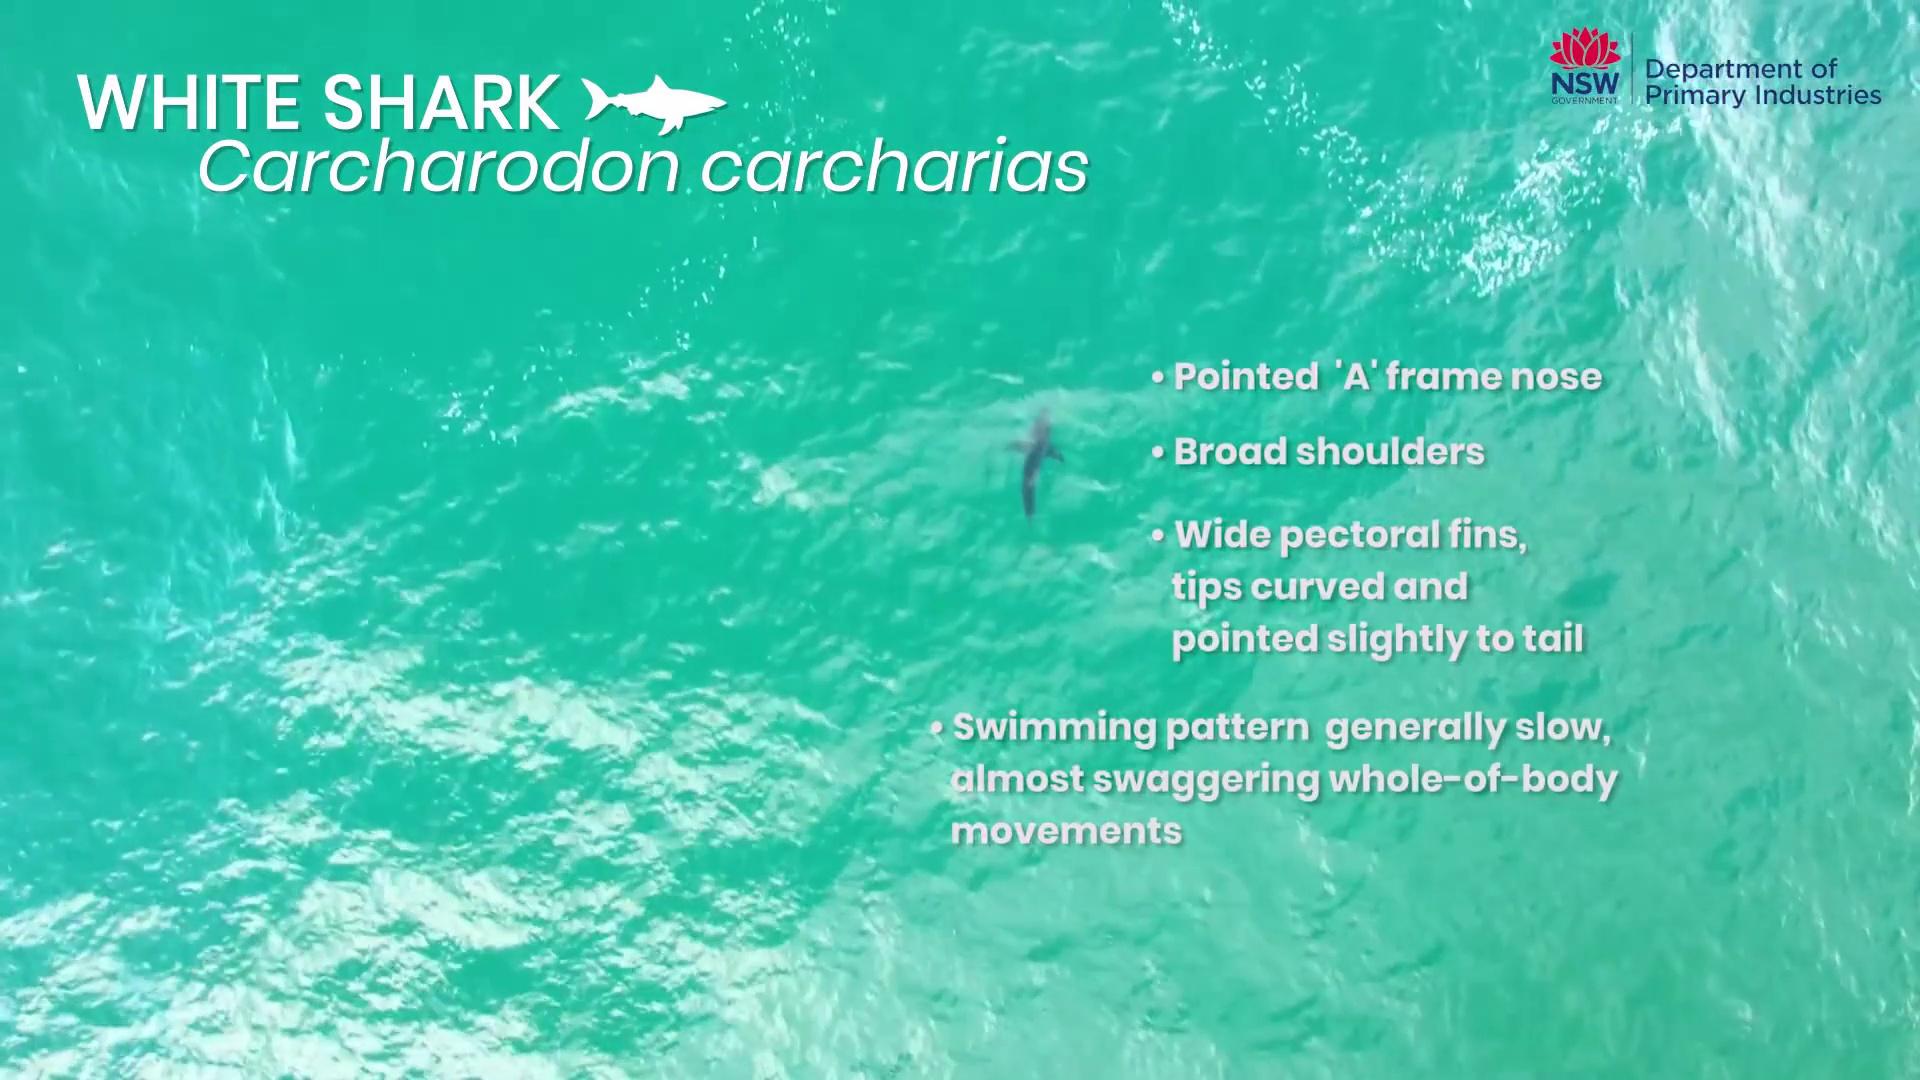 WHITE SHARK
Carcharodon carcharias
NSW
GOVERNMENT
Department of
Primary Industries
• Pointed 'A' frame nose
• Broad shoulders
• Wide pectoral fins,
tips curved and
pointed slightly to tail
• Swimming pattern generally slow,
almost swaggering whole-of-body
movements